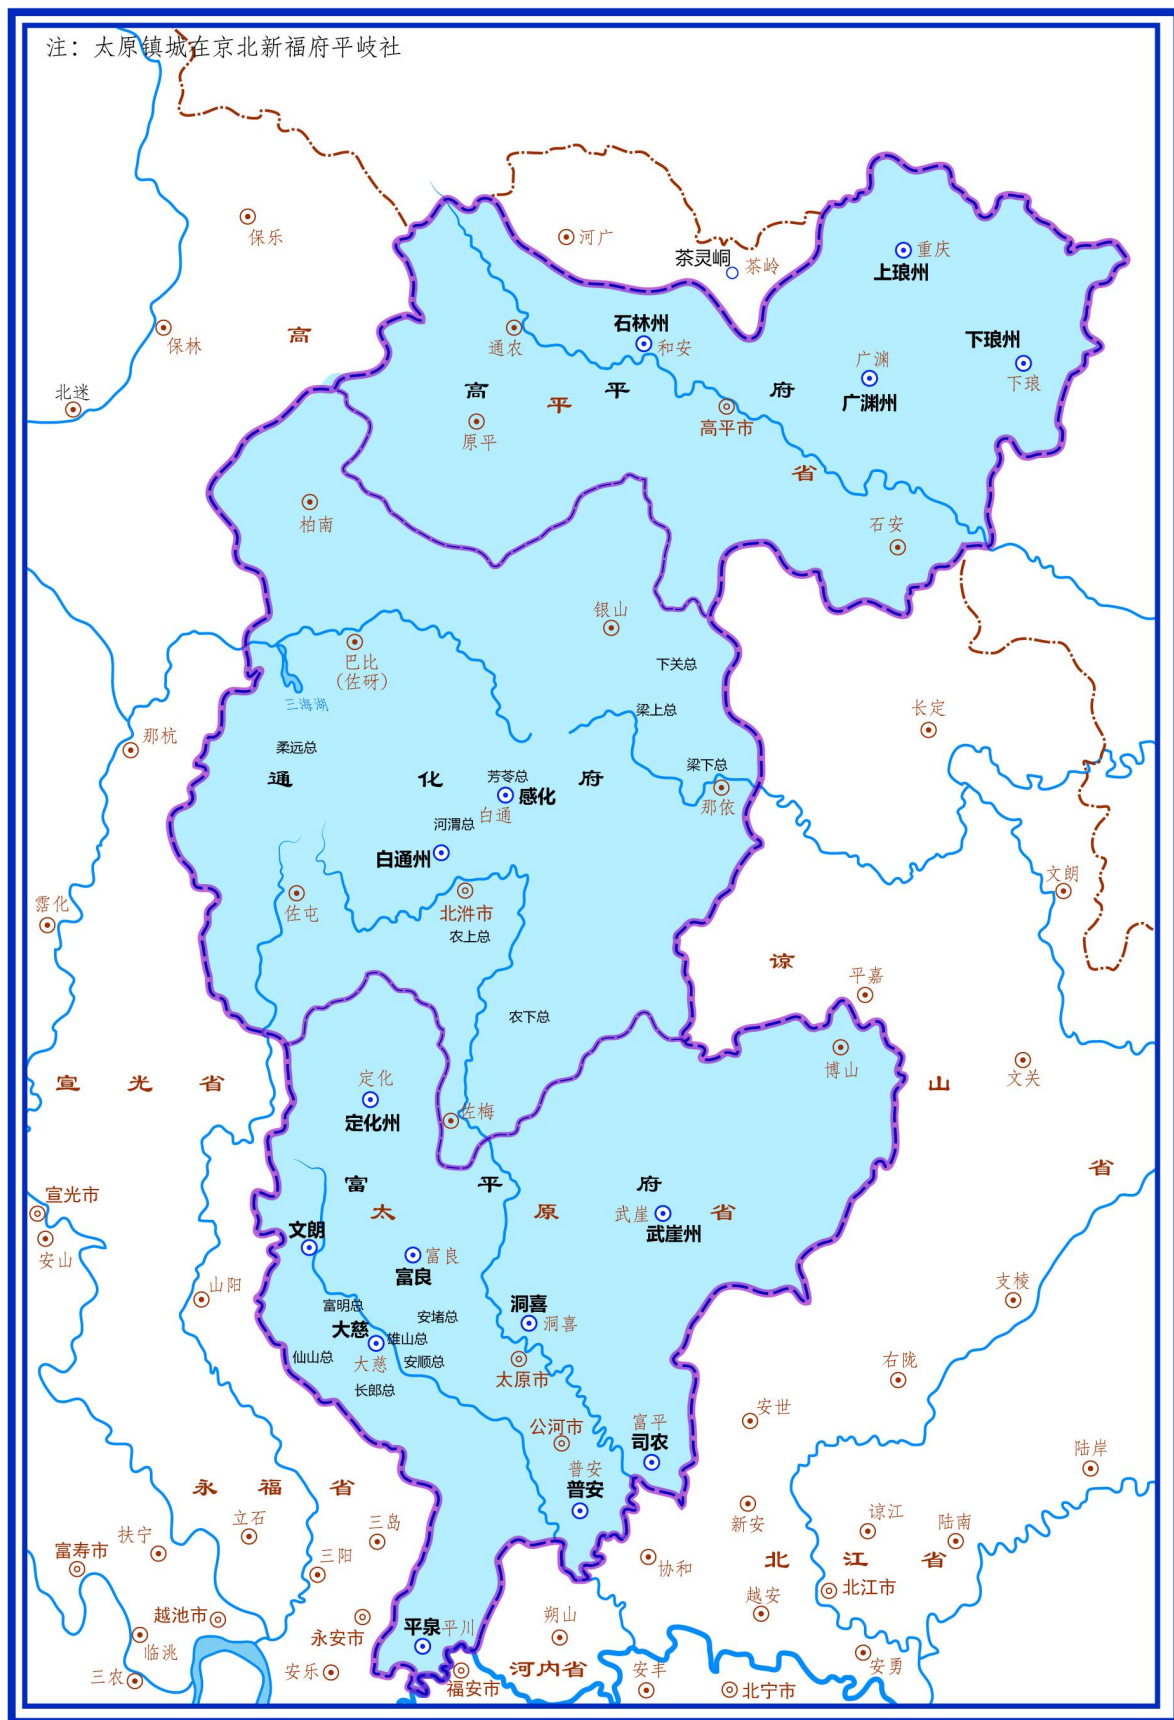 注：太原镇城在京北新福府平岐社
保乐
河广
茶灵峒
茶岭
重庆
上琅州
石林州
和安
通农
保林
高
下琅州
下琅
广渊
广渊州
北迷
高
平
平
府
原平
高平市
省
柏南
石安
银山
巴比
(佐砑)
下关总
三海湖
梁上总
长定
那杭
柔远总
通
化
府
芳苓总
感化
白通
梁下总
那依
河渭总
白通州
佐屯
北浒市
农上总
霑化
文朗
谅
平嘉
农下总
博山
宣
光
省
山
文关
定化
定化州
佐梅
省
富
平
府
太
原
省
武崖
武崖州
宣光市
安山
文朗
富良
富良
山阳
支棱
富明总
大慈
大慈
雄山总
安堵总
安顺总
仙山总
长郎总
洞喜
洞喜
太原市
右陇
安世
公河市
富平
司农
普安
普安
陆岸
永
福
省
立石
扶宁
富寿市
三岛
三阳
新安
谅江
陆南
北
江
省
协和
北江市
越安
越池市
临洮
永安市
平泉
平川
朔山
三农
安乐
福安市
河内省
安丰
北宁市
安勇